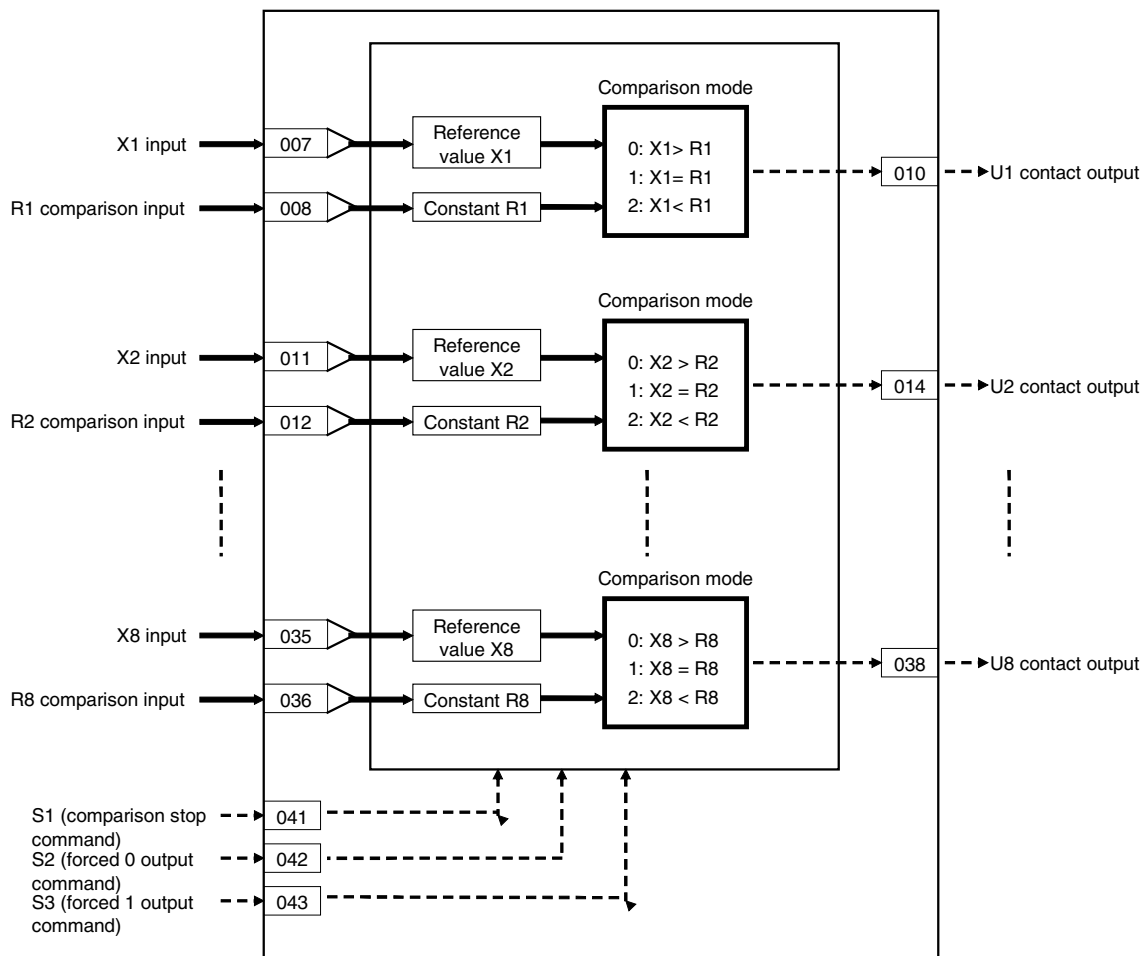 Comparison mode
X1 input
007
Reference
value X1
0: X1> R1
1: X1= R1
2: X1< R1
010
U1 contact output
R1 comparison input
008
Constant R1
Comparison mode
X2 input
011
Reference
value X2
0: X2 > R2
1: X2 = R2
2: X2 < R2
014
U2 contact output
R2 comparison input
012
Constant R2
Comparison mode
X8 input
035
Reference
value X8
0: X8 > R8
1: X8 = R8
2: X8 < R8
038
U8 contact output
R8 comparison input
036
Constant R8
S1 (comparison stop
command)
041
S2 (forced 0 output
command)
042
S3 (forced 1 output
command)
043